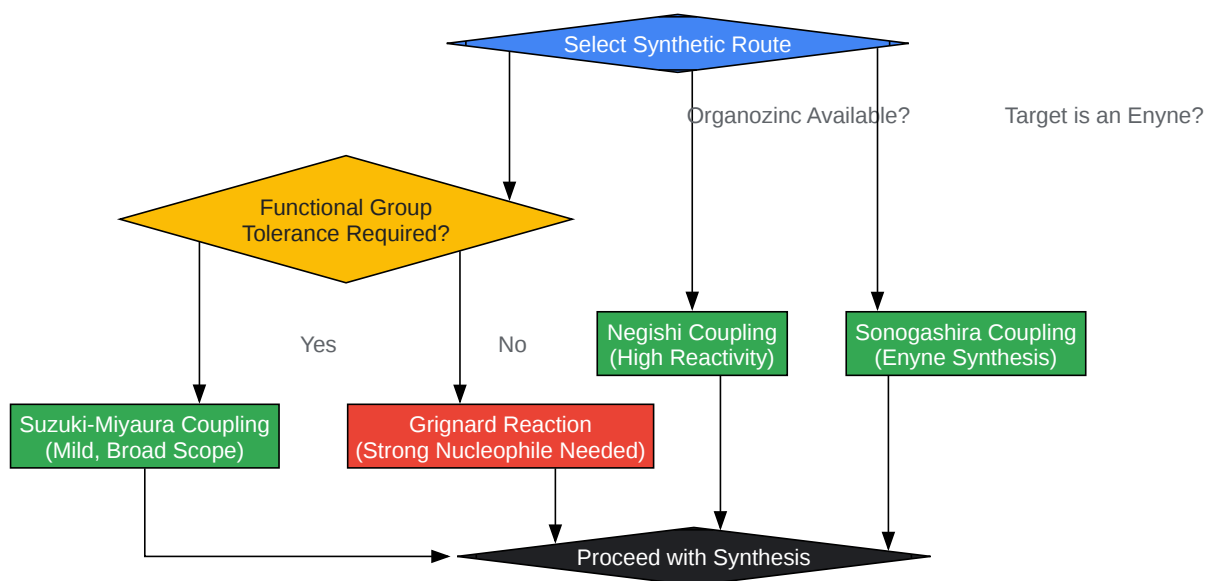 Select Synthetic Route
Organozinc Available?
Target is an Enyne?
Functional Group
Tolerance Required?
Yes
No
Negishi Coupling
(High Reactivity)
Sonogashira Coupling
(Enyne Synthesis)
Suzuki-Miyaura Coupling
(Mild, Broad Scope)
Grignard Reaction
(Strong Nucleophile Needed)
Proceed with Synthesis